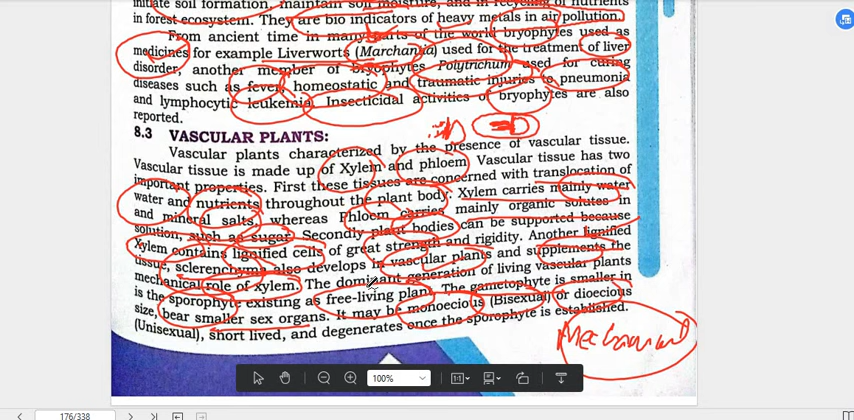 initiate soil formation, maintain soil moisture, and in recycling of nutrients
in forest ecosystem. They are bio indicators of heavy metals in air pollution.
From ancient time in many parts of the world bryophytes used as
medicines for example Liverworts (Marchantia) used for the treatment of liver
disorder, another member of bryophytes Polytrichum used for curing
diseases such as fever, homeostatic and traumatic injuries to pneumonia
and lymphocytic leukemia. Insecticidal activities of bryophytes are also
reported.
8.3 VASCULAR PLANTS:
Vascular plants characterized by the presence of vascular tissue.
Vascular tissue is made up of Xylem and phloem Vascular tissue has two
important properties. First these tissues are concerned with translocation of
water and nutrients throughout the plant body. Xylem carries mainly water
and mineral salts, whereas Phloem carries mainly organic solutes in
solution, such as sugar. Secondly plant bodies can be supported because
Xylem contains lignified cells of great strength and rigidity. Another lignified
tissue, sclerenchyma also develops in vascular plants and supplements the
mechanical role of xylem. The dominant generation of living vascular plants
is the sporophyte existing as free-living plant. The gametophyte is smaller in
size, bear smaller sex organs. It may be monoecious (Bisexual) or dioecious
(Unisexual), short lived, and degenerates once the sporophyte is established.
100%
1:1
176/338